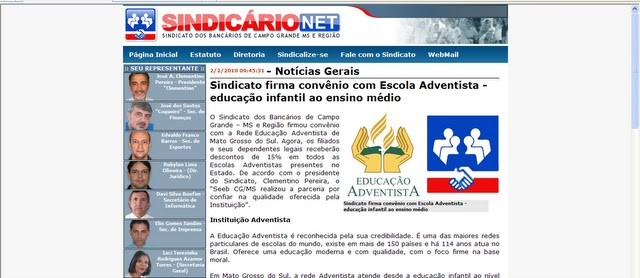 SINDICÁRIONET
SINDICATO DOS BANCÁRIOS DE CAMPO GRANDE MS E REGIÃO
Página Inicial Estatuto Diretoria Sindicalize-se Fale com o Sindicato WebMail
:: SEU REPRESENTANTE ::
José A. Clementino
Pereira - Presidente
"Clementino"
José dos Santos
"Coqueiro" - Sec. de
Finanças
Edvaldo Franco
Barros - Sec. de
Esportes
Rubylan Lima
Oliveira - (Dir.
Jurídico)
Davi Silva Bonfim -
Secretário de
Informática
Elio Gomes Sandim -
Sec. de Imprensa
Iaci Terezinha
Rodrigues Azamor
Torres - (Secretaria
Geral)
2/2/2010 09:45:31 - Notícias Gerais
Sindicato firma convênio com Escola Adventista -
educação infantil ao ensino médio
O Sindicato dos Bancários de Campo
Grande – MS e Região firmou convênio
com a Rede Educação Adventista de
Mato Grosso do Sul. Agora, os filiados
e seus dependentes legais receberão
descontos de 15% em todos as
Escolas Adventistas presentes no
Estado. De acordo com o presidente
do Sindicato, Clementino Pereira, o
"Seeb CG/MS realizou a parceria por
confiar na qualidade oferecida pela
Instituição".
EDUCAÇÃO
ADVENTISTA
Sindicato firma convênio com Escola Adventista -
educação infantil ao ensino médio
Instituição Adventista
A Educação Adventista é reconhecida pela sua credibilidade. É uma das maiores redes
particulares de escolas do mundo, existe em mais de 150 países e há 114 anos atua no
Brasil. Oferece uma educação moderna e com qualidade, com o foco firme na base
moral.
Em Mato Grosso do Sul, a rede Adventista atende desde a educação infantil ao nível